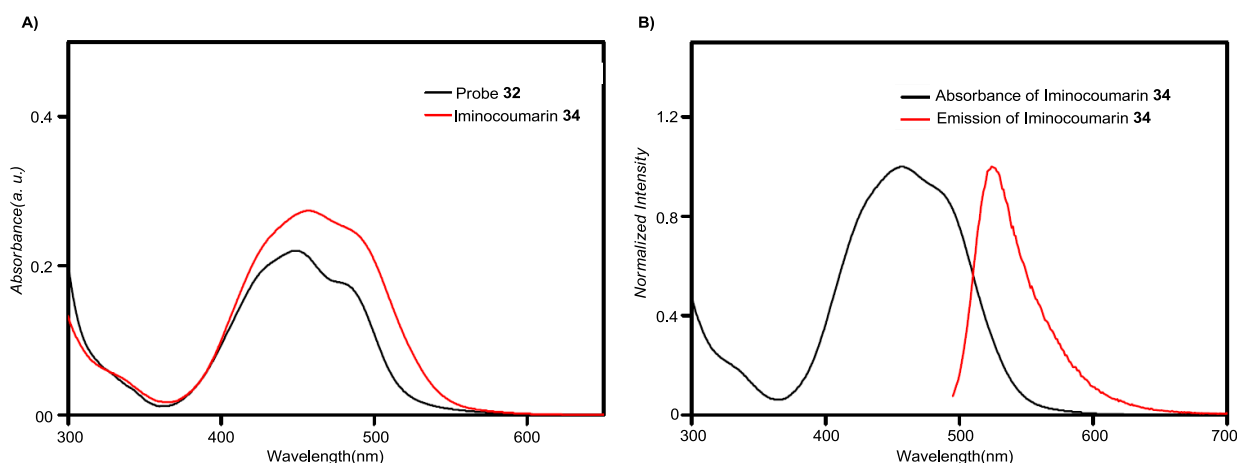 A)
Absorbance(a. u.)
0.4
0.2
00
Probe 32
Iminocoumarin 34
300 400 500 600
Wavelength(nm)
B)
Normalized Intensity
1.2
0.8
0.4
0
Absorbance of Iminocoumarin 34
Emission of Iminocoumarin 34
300 400 500 600 700
Wavelength(nm)